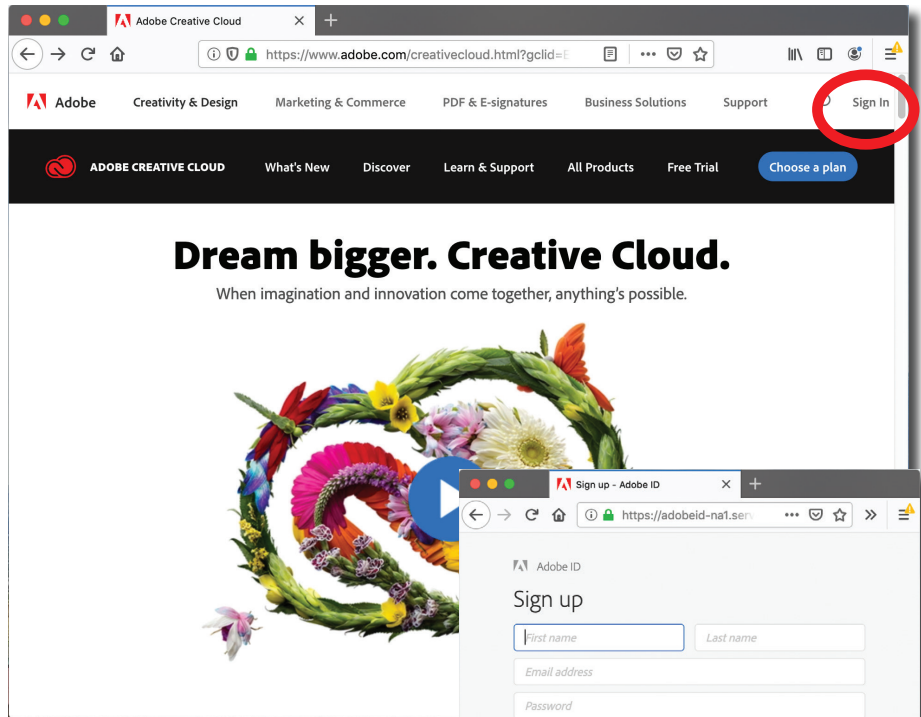 Adobe Creative Cloud
https://www.adobe.com/creativecloud.html?gclid=
Adobe Creativity & Design Marketing & Commerce PDF & E-signatures Business Solutions Support Sign In
ADOBE CREATIVE CLOUD What's New Discover Learn & Support All Products Free Trial Choose a plan
Dream bigger. Creative Cloud.
When imagination and innovation come together, anything's possible.
Sign up - Adobe ID
https://adobeid-na1.serv
Adobe ID
Sign up
First name Last name
Email address
Password